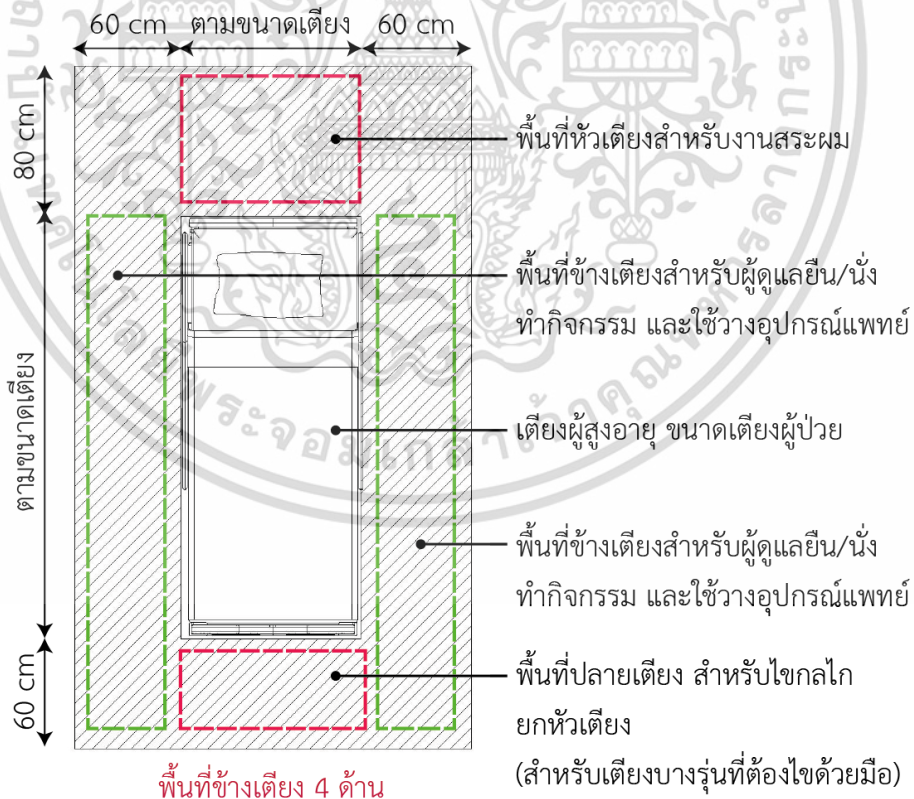 60 cm ตามขนาดเตียง 60 cm
80 cm
พื้นที่หัวเตียงสำหรับงานสระผม
พื้นที่ข้างเตียงสำหรับผู้ดูแลยืน/นั่ง
ทำกิจกรรม และใช้วางอุปกรณ์แพทย์
ตามขนาดเตียง
เตียงผู้สูงอายุ ขนาดเตียงผู้ป่วย
พื้นที่ข้างเตียงสำหรับผู้ดูแลยืน/นั่ง
ทำกิจกรรม และใช้วางอุปกรณ์แพทย์
60 cm
พื้นที่ปลายเตียง สำหรับไขกลไก
ยกหัวเตียง
(สำหรับเตียงบางรุ่นที่ต้องไขด้วยมือ)
พื้นที่ข้างเตียง 4 ด้าน